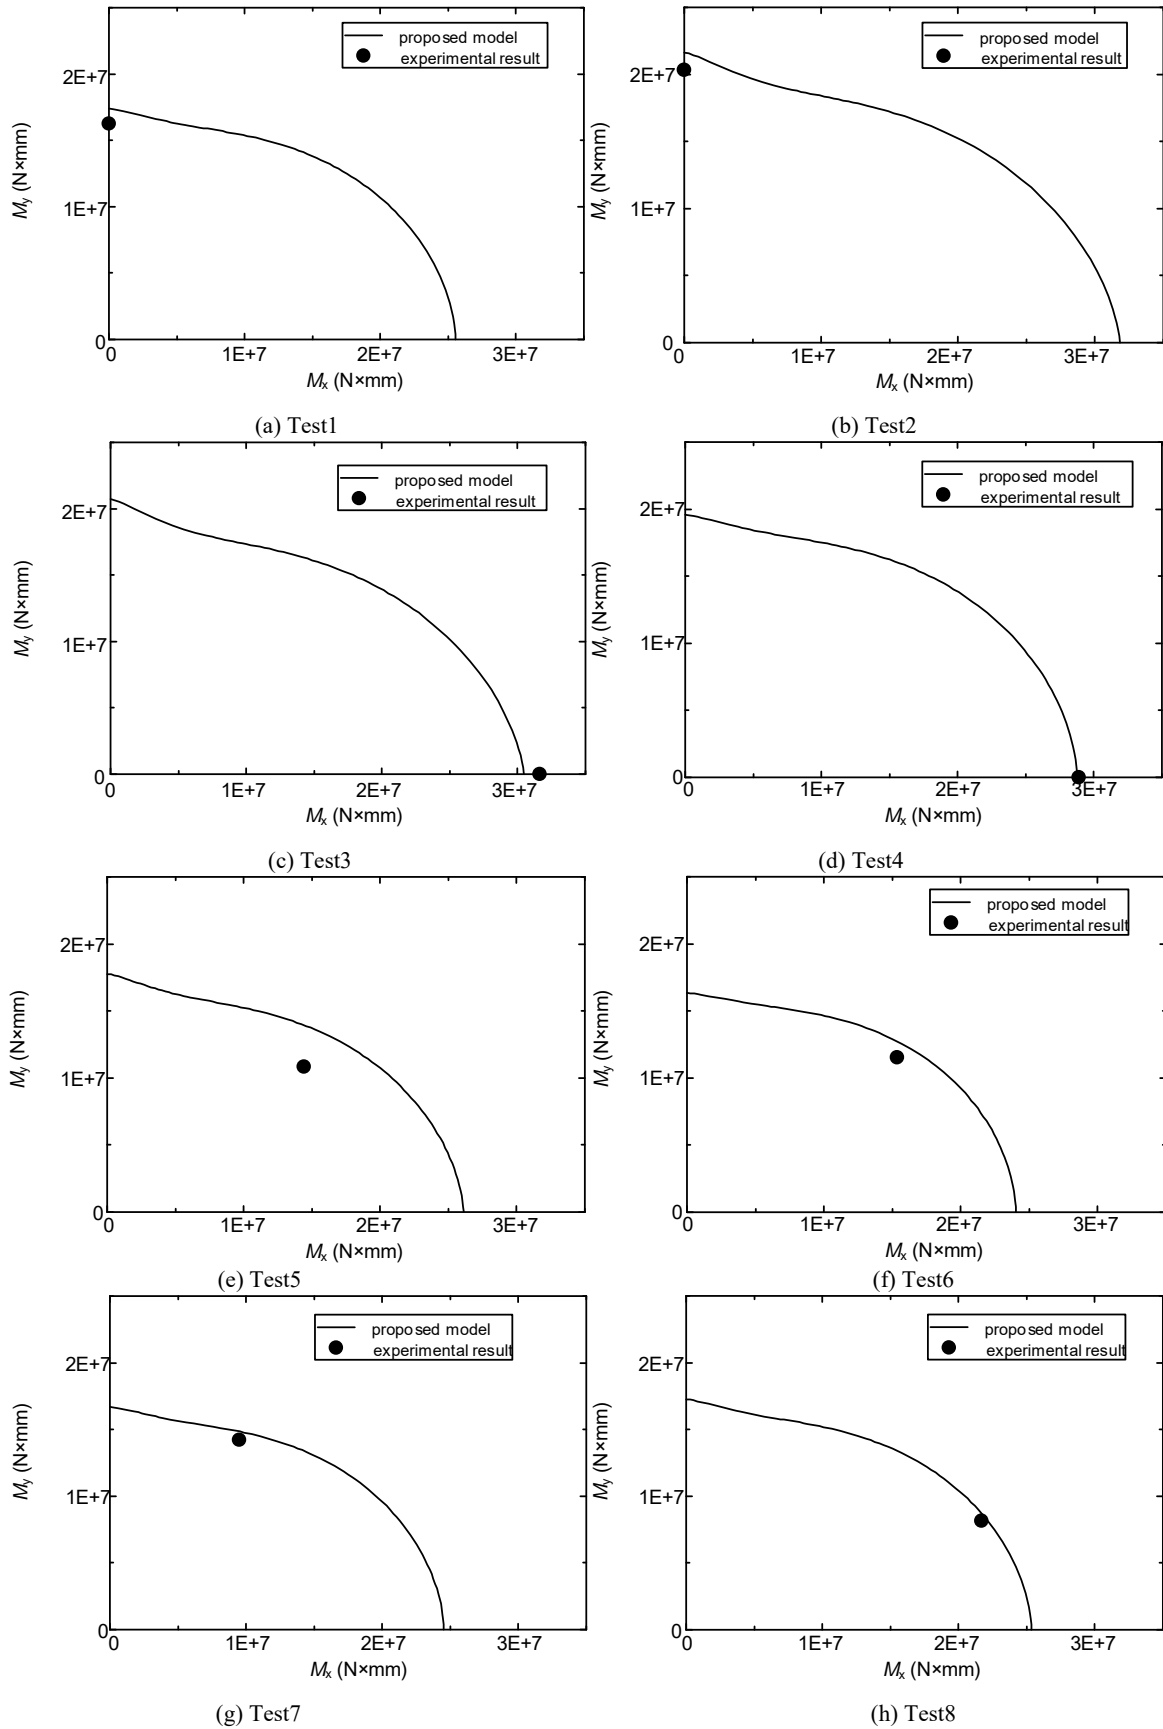 proposed model
experimental result
2E+7
1E+7
0
My (N×mm)
0
1E+7
2E+7
3E+7
Mx (N×mm)
(a) Test1
proposed model
experimental result
2E+7
1E+7
0
My (N×mm)
0
1E+7
2E+7
3E+7
Mx (N×mm)
(b) Test2
proposed model
experimental result
2E+7
1E+7
0
My (N×mm)
0
1E+7
2E+7
3E+7
Mx (N×mm)
(c) Test3
proposed model
experimental result
2E+7
1E+7
0
My (N×mm)
0
1E+7
2E+7
3E+7
Mx (N×mm)
(d) Test4
2E+7
1E+7
0
My (N×mm)
0
1E+7
2E+7
3E+7
Mx (N×mm)
(e) Test5
proposed model
experimental result
2E+7
1E+7
0
My (N×mm)
0
1E+7
2E+7
3E+7
Mx (N×mm)
(f) Test6
proposed model
experimental result
2E+7
1E+7
0
My (N×mm)
0
1E+7
2E+7
3E+7
Mx (N×mm)
(g) Test7
proposed model
experimental result
2E+7
1E+7
0
My (N×mm)
0
1E+7
2E+7
3E+7
Mx (N×mm)
(h) Test8